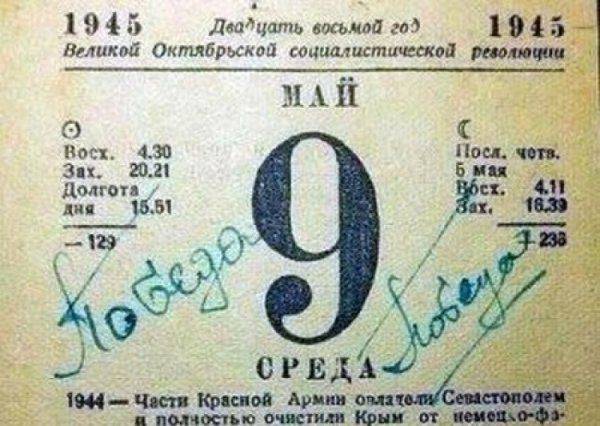 1945 Двадцать восьмой год 1945
Великой Октябрьской социалистической революции
МАЙ
Восх. 4.30
Зах. 20.21
Долгота
дня 15.51
— 129
9
Посл. четв.
5 мая
Восх. 4.11
Зах. 16.39
+ 236
Победа
Победа
СРЕДА
1944 — Части Красной Армии овладели Севастополем
и полностью очистили Крым от немецко-фа-